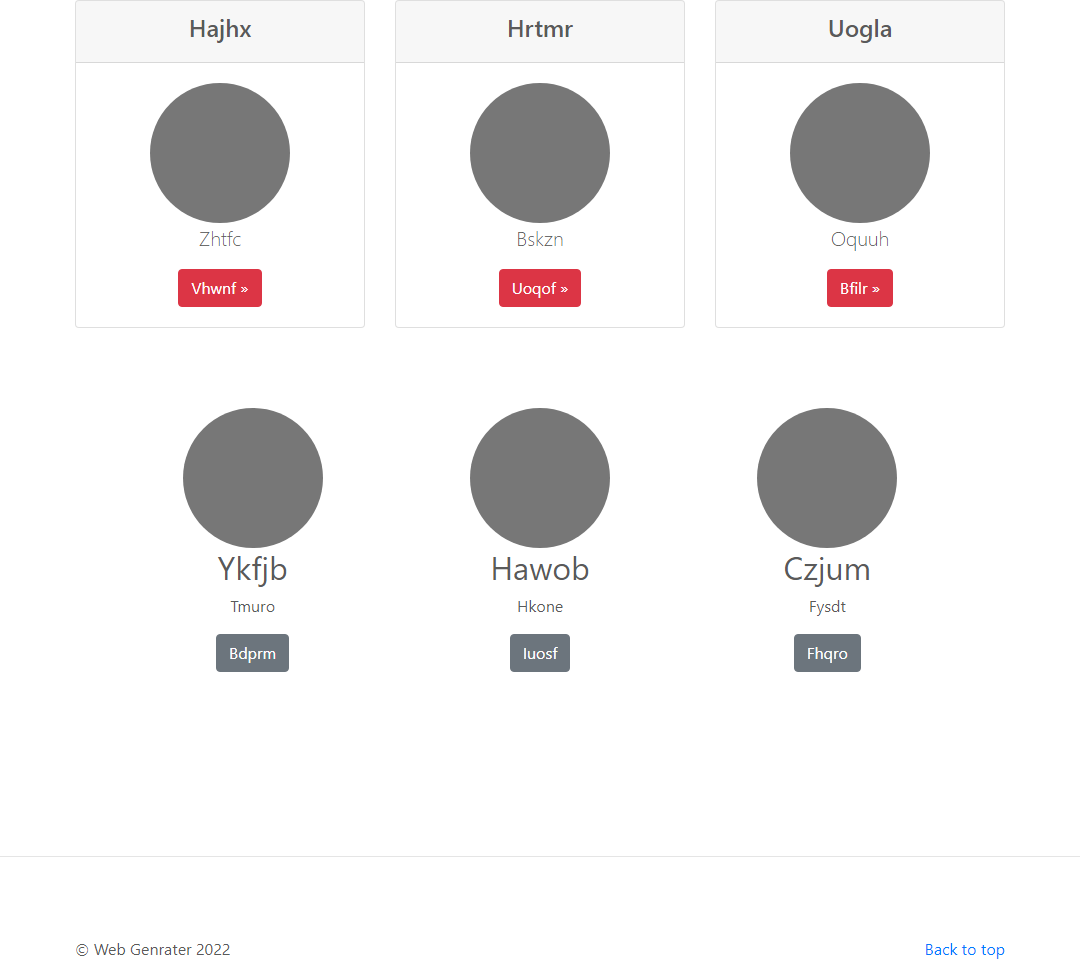 Hajhx
Hrtmr
Uogla
Zhtfc
Bskzn
Oquuh
Vhwnf »
Uoqof »
Bfilr »
Ykfjb
Hawob
Czjum
Tmuro
Hkone
Fysdt
Bdprm
Iuosf
Fhqro
© Web Genrater 2022
Back to top